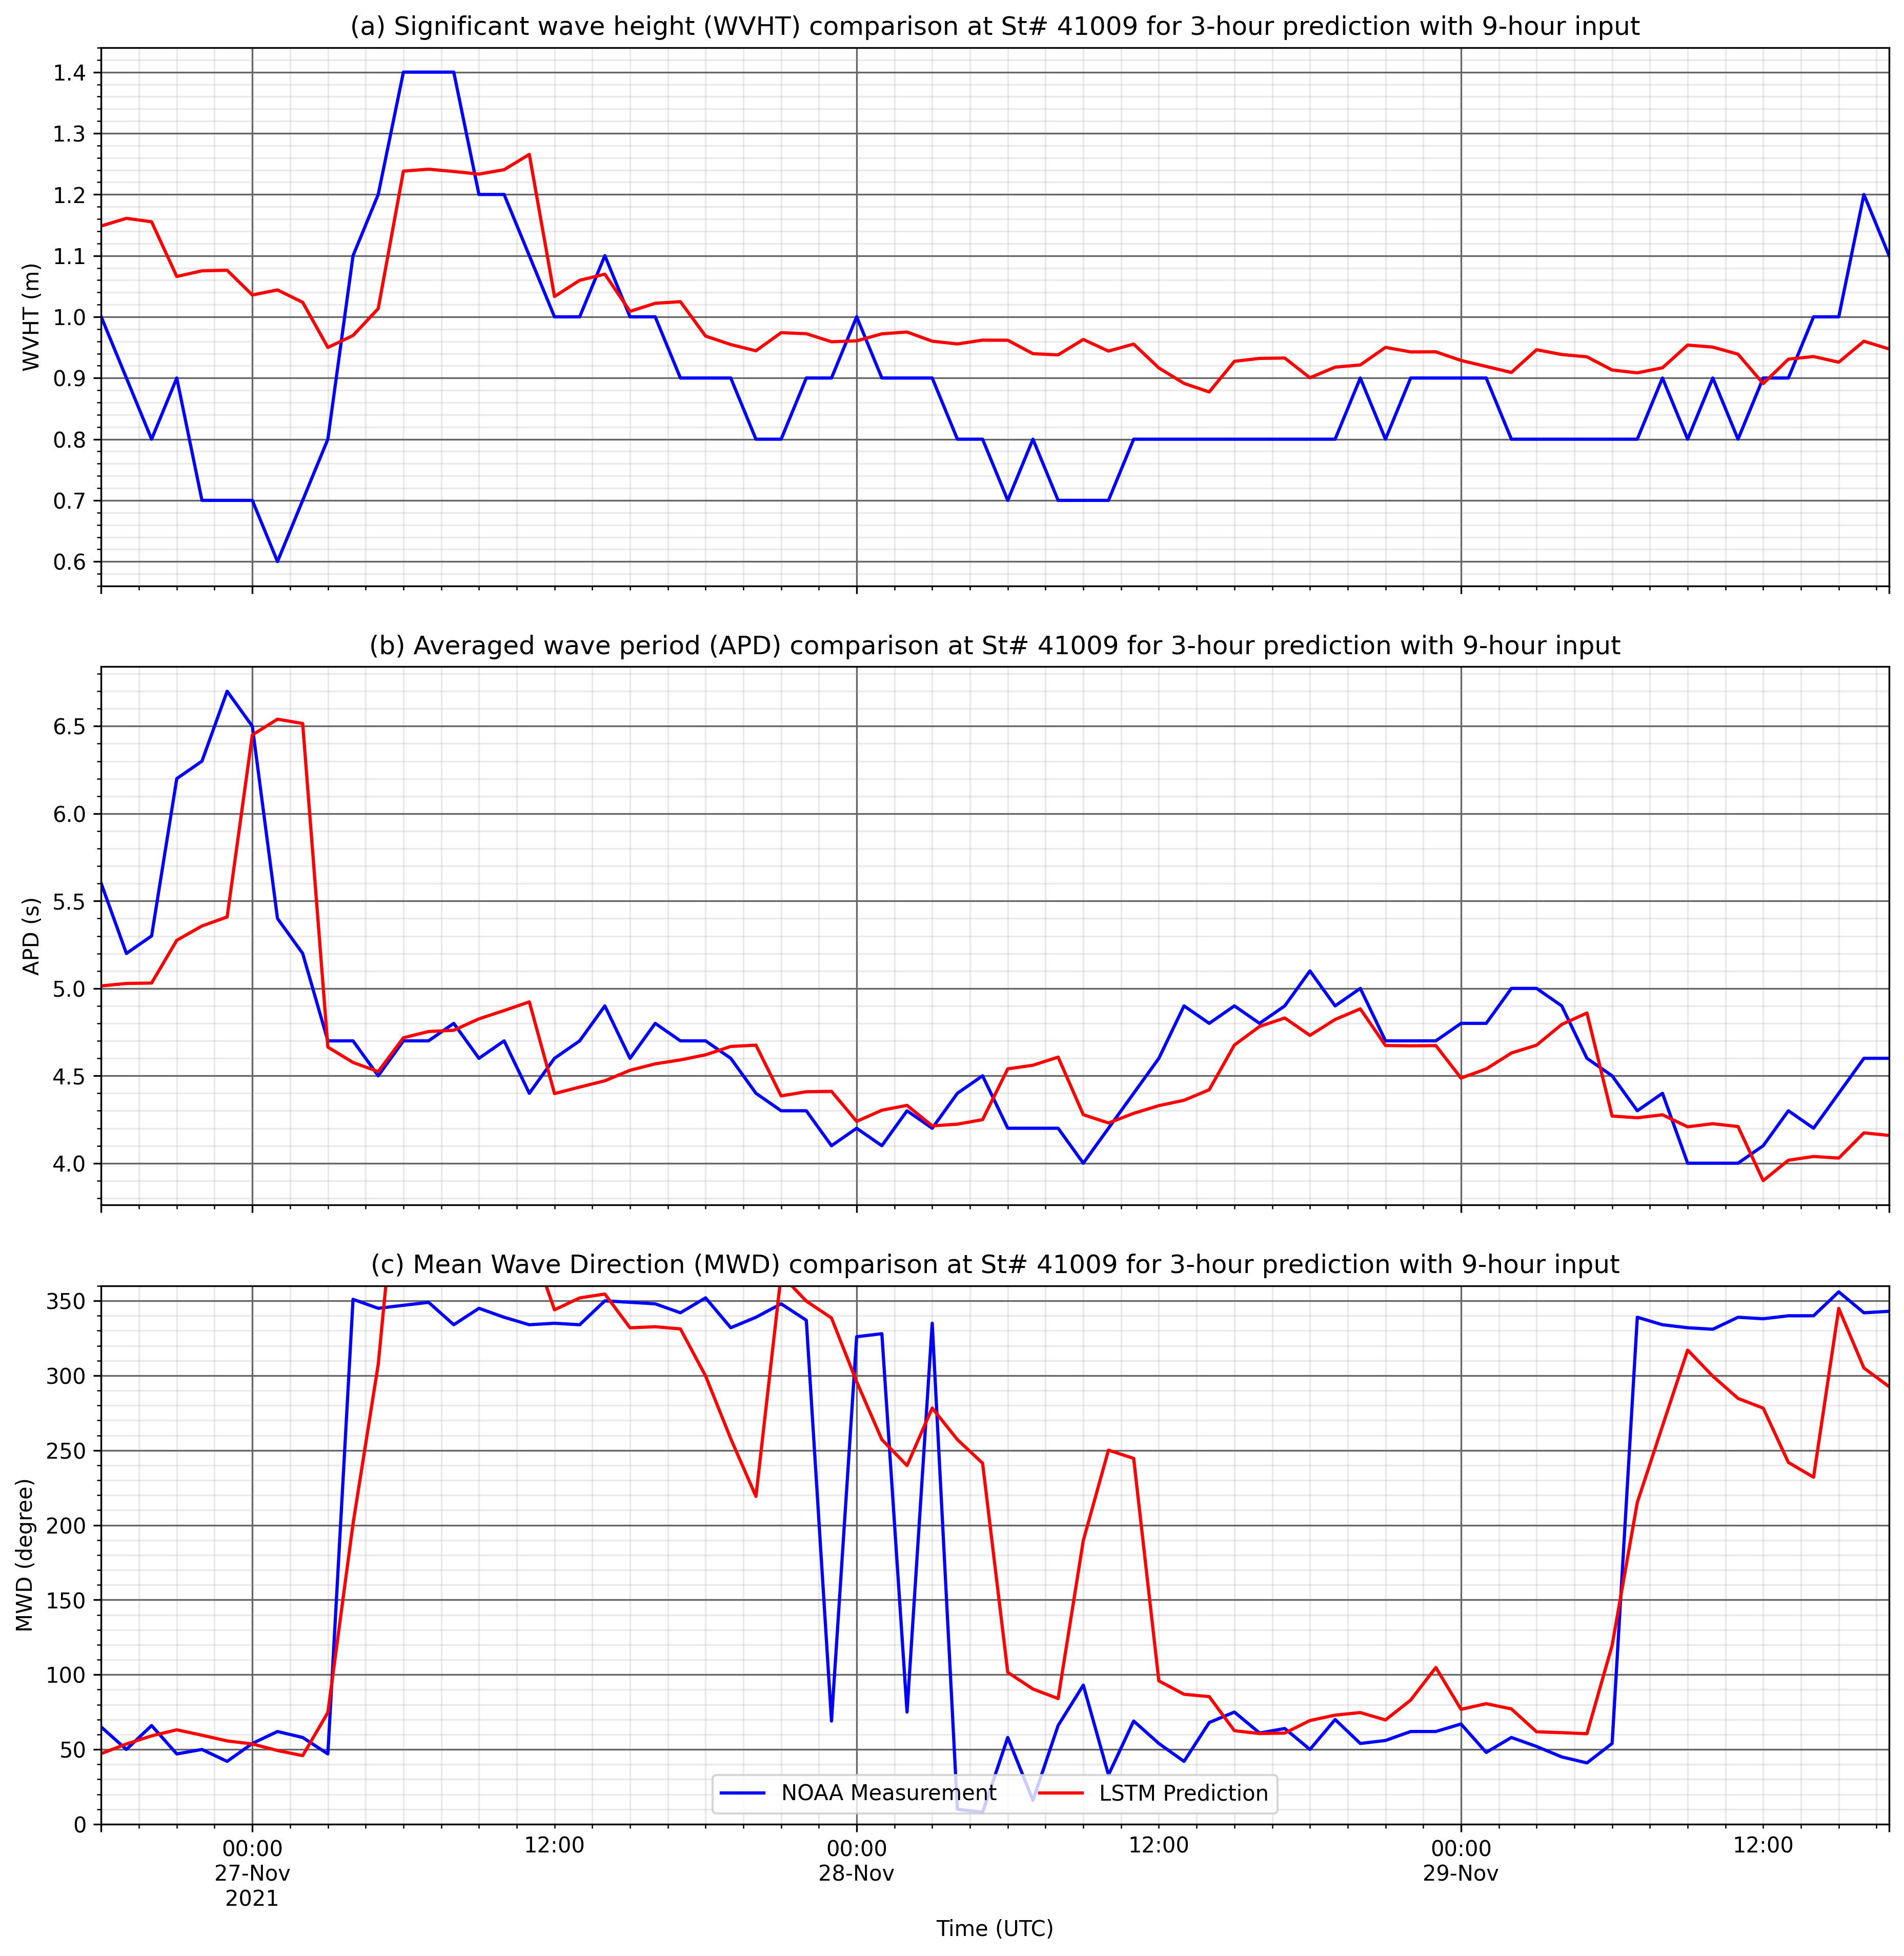 (a) Significant wave height (WVHT) comparison at St# 41009 for 3-hour prediction with 9-hour input
1.4
1.3
1.2
1.1
1.0
0.9
0.8
0.7
0.6
WVHT (m)
(b) Averaged wave period (APD) comparison at St# 41009 for 3-hour prediction with 9-hour input
6.5
6.0
5.5
5.0
4.5
4.0
APD (s)
(c) Mean Wave Direction (MWD) comparison at St# 41009 for 3-hour prediction with 9-hour input
350
300
250
200
150
100
50
0
MWD (degree)
NOAA Measurement LSTM Prediction
00:00 12:00 00:00 12:00 00:00 12:00
27-Nov 28-Nov 29-Nov
2021
Time (UTC)